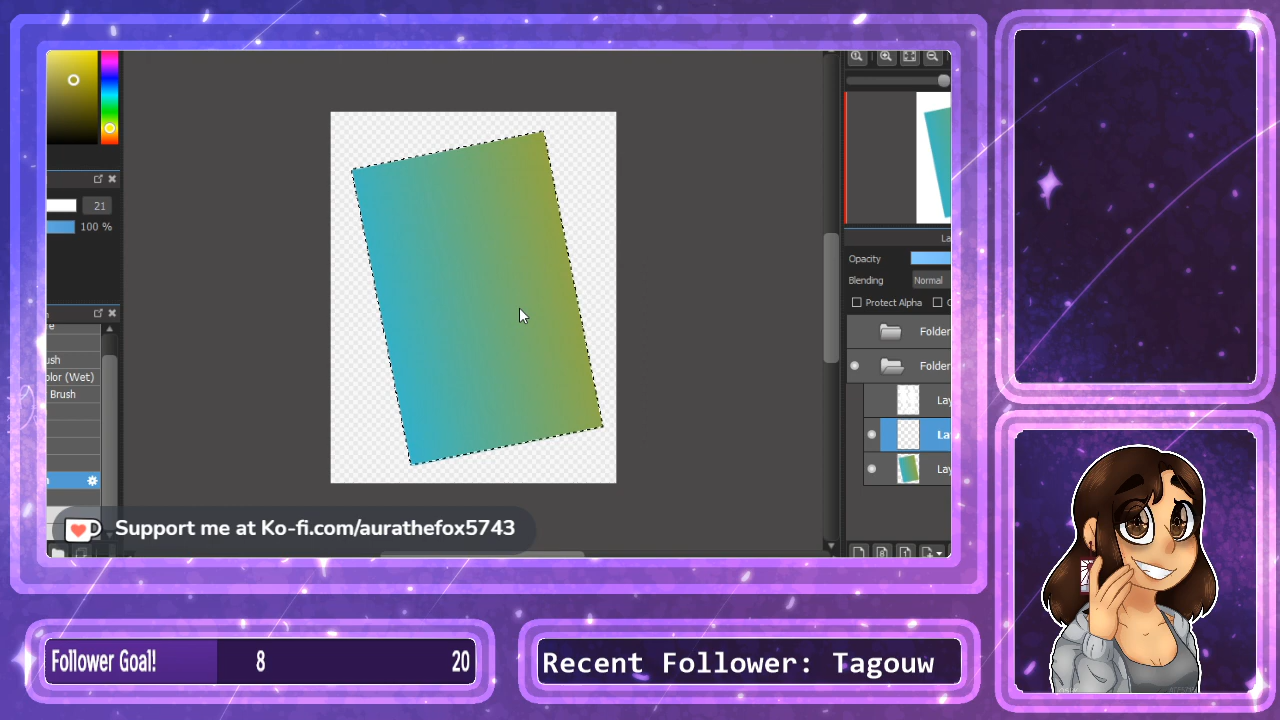 21
100 %
ush
olor (Wet)
Brush
La
Opacity
Blending
Normal
Protect Alpha
Folder
Folder
Lay
La
Lay
Support me at Ko-fi.com/aurathefox5743
Follower Goal!
8
20
Recent Follower: Tagouw